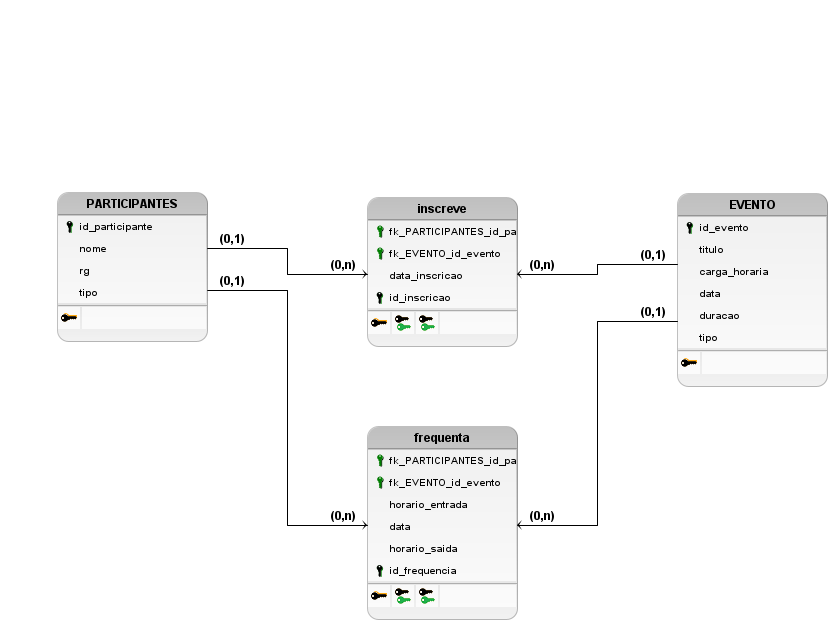 PARTICIPANTES
id_participante
nome
rg
tipo
(0,1)
(0,1)
(0,n)
inscreve
fk_PARTICIPANTES_id_pa
fk_EVENTO_id_evento
data_inscricao
id_inscricao
(0,n)
(0,1)
EVENTO
id_evento
titulo
carga_horaria
data
duracao
tipo
(0,1)
frequenta
fk_PARTICIPANTES_id_pa
fk_EVENTO_id_evento
horario_entrada
data
horario_saida
id_frequencia
(0,n)
(0,n)